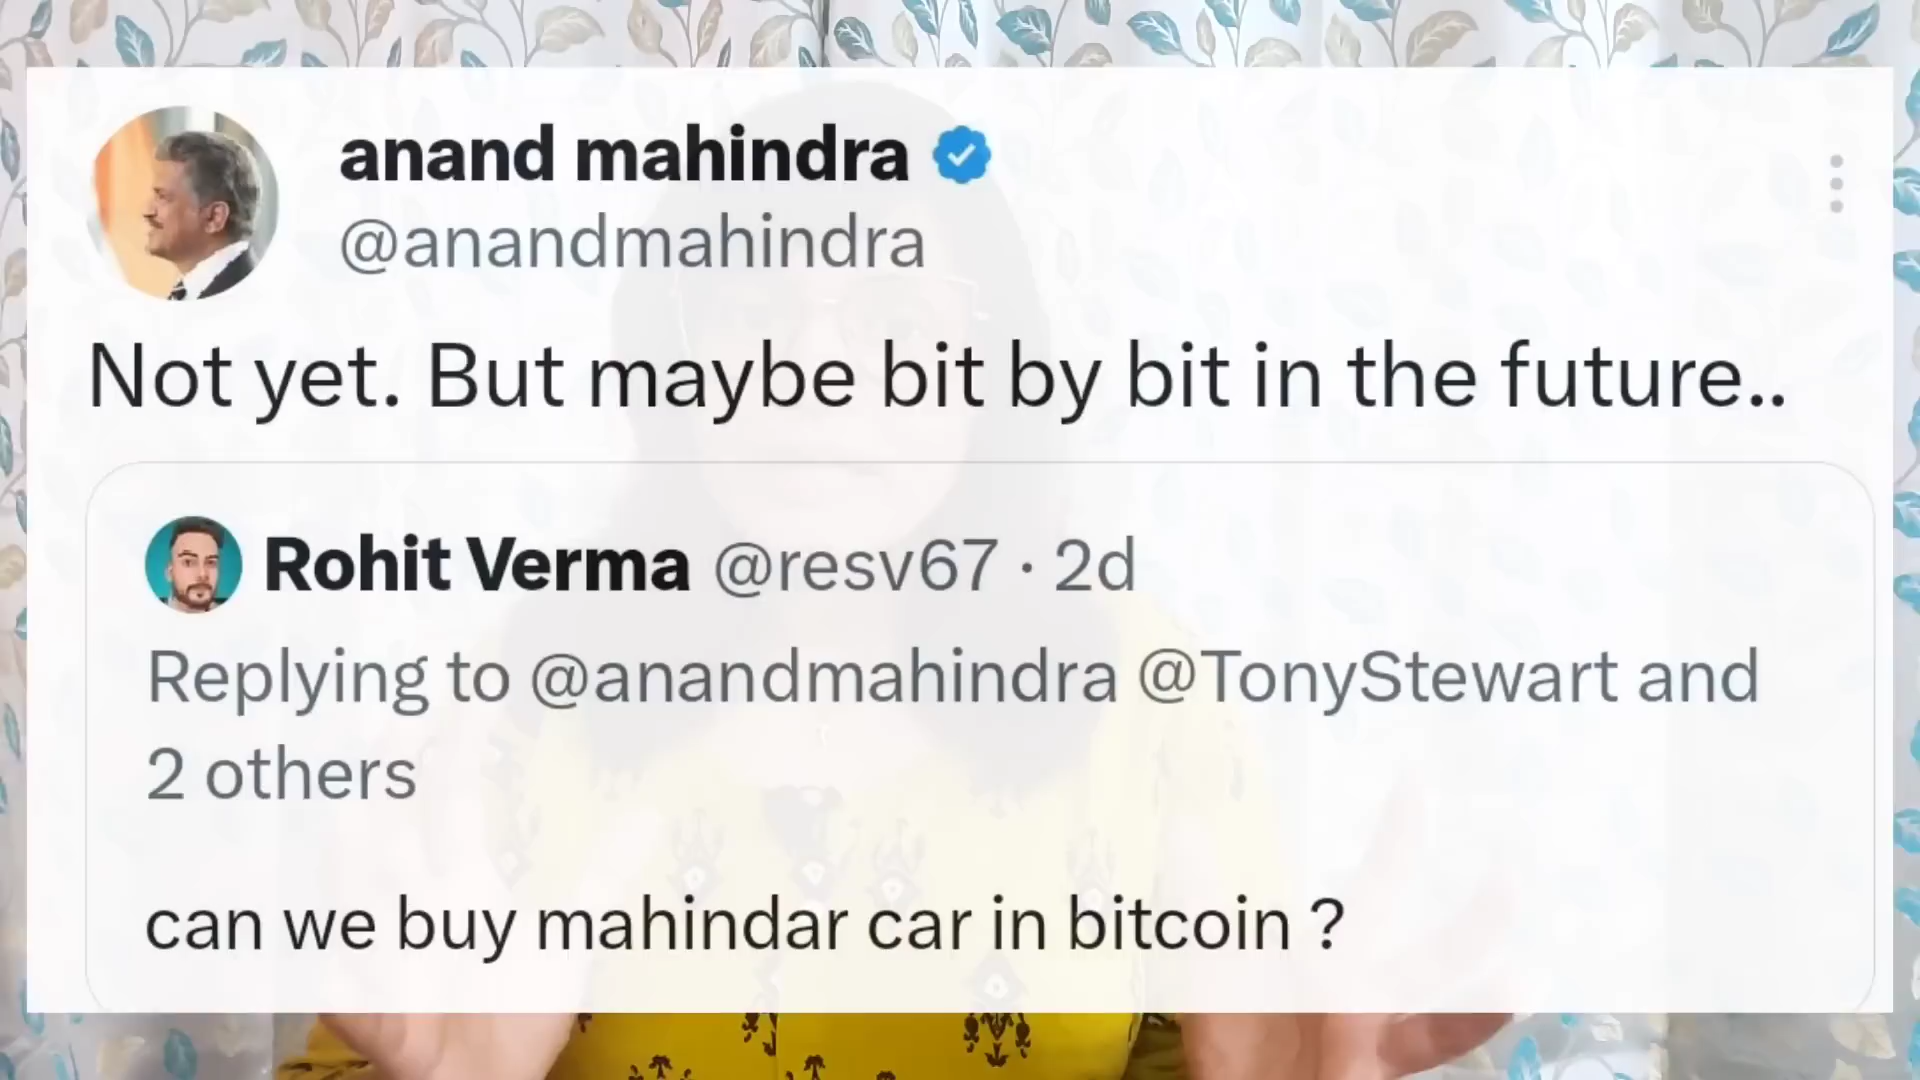 anand mahindra
@anandmahindra
Not yet. But maybe bit by bit in the future..
Rohit Verma @resv67 · 2d
Replying to @anandmahindra @TonyStewart and
2 others
can we buy mahindar car in bitcoin ?